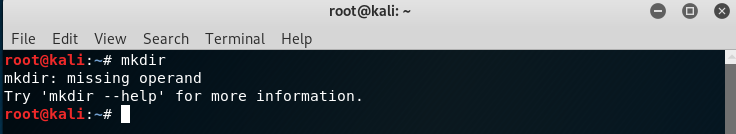 root@kali: ~
File Edit View Search Terminal Help
root@kali:~# mkdir
mkdir: missing operand
Try 'mkdir --help' for more information.
root@kali:~#